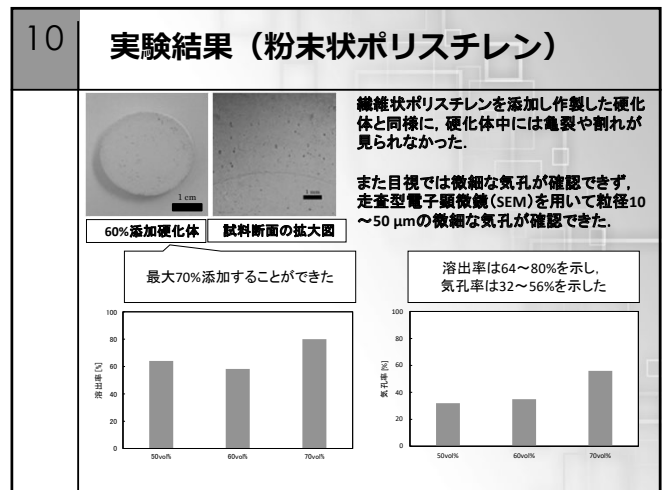 10
実験結果（粉末状ポリスチレン）
繊維状ポリスチレンを添加し作製した硬化
体と同様に，硬化体中には亀裂や割れが
見られなかった．
また目視では微細な気孔が確認できず，
走査型電子顕微鏡(SEM)を用いて粒径10
～50 μmの微細な気孔が確認できた．
1 cm
1 mm
60%添加硬化体
試料断面の拡大図
最大70%添加することができた
溶出率は64～80%を示し，
気孔率は32～56%を示した
100
80
60
40
20
0
溶出率 [%]
50vol%
60vol%
70vol%
100
80
60
40
20
0
気孔率 [%]
50vol%
60vol%
70vol%